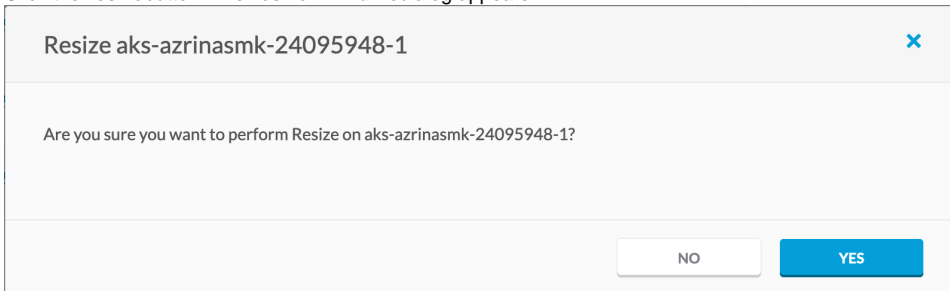 Resize aks-azrinasmk-24095948-1
Are you sure you want to perform Resize on aks-azrinasmk-24095948-1?
NO
YES